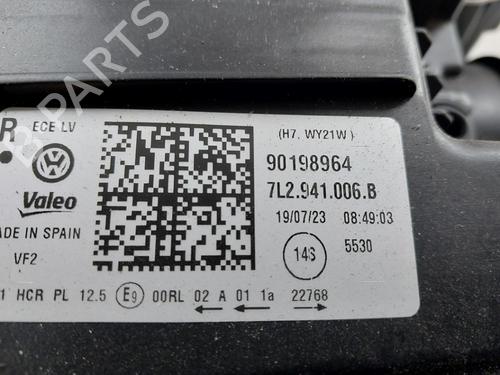 B PARTS
R ECE LV
(H7, WY21W)
90198964
Valeo
7L2.941.006.B
19/07/23 08:49:03
ADE IN SPAIN
VF2
14S 5530
1 HCR PL 12.5 E9 00RL 02 A 01 1a 22768